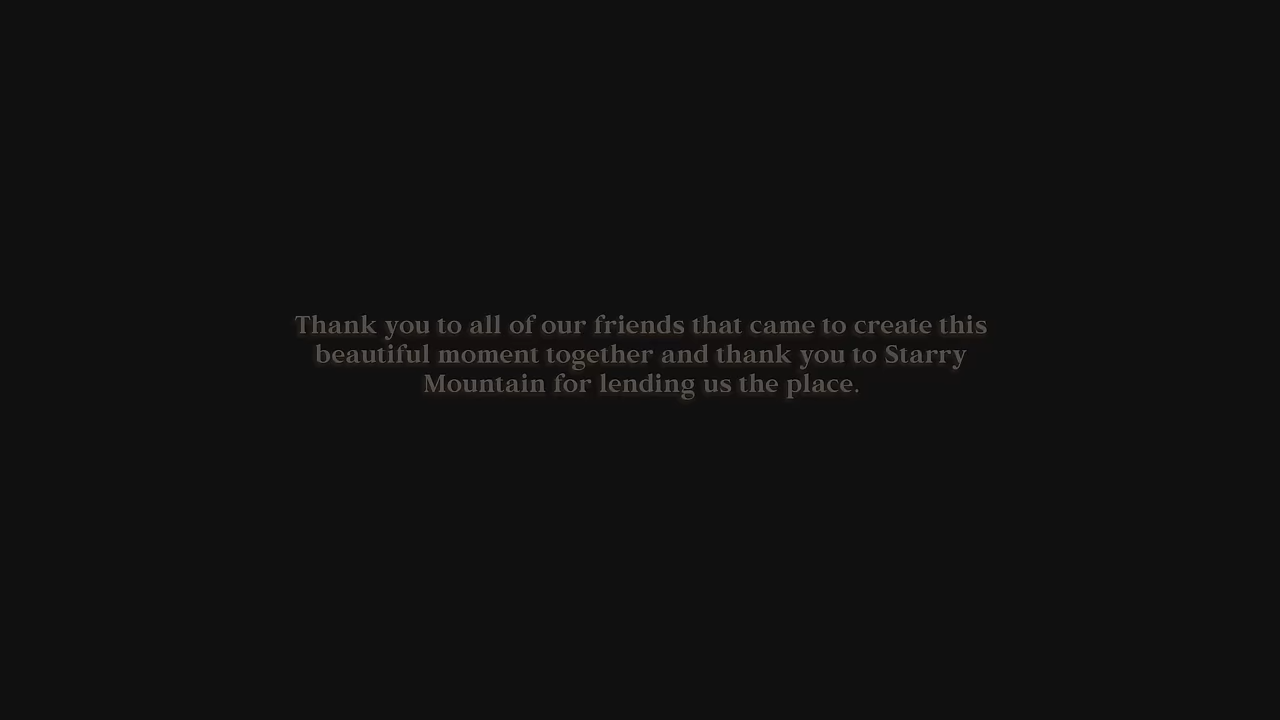 Thank you to all of our friends that came to create this
beautiful moment together and thank you to Starry
Mountain for lending us the place.